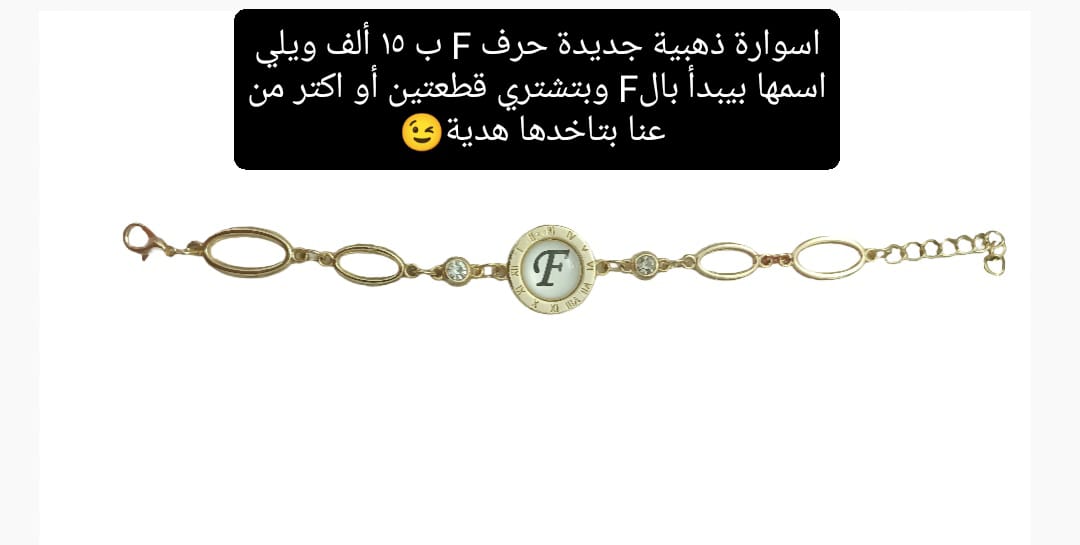 اسوارة ذهبية جديدة حرف F ب ١٥ ألف ويلي
اسمها بيبدأ بالF وبتشتري قطعتين أو اكتر من
عنا بتاخدها هدية😉
F